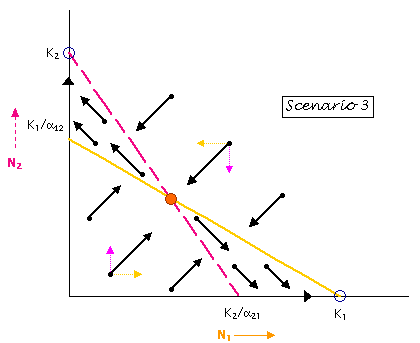 K₂
Scenario 3
K₁/α₁₂
N₂
K₂/α₂₁
K₁
N₁